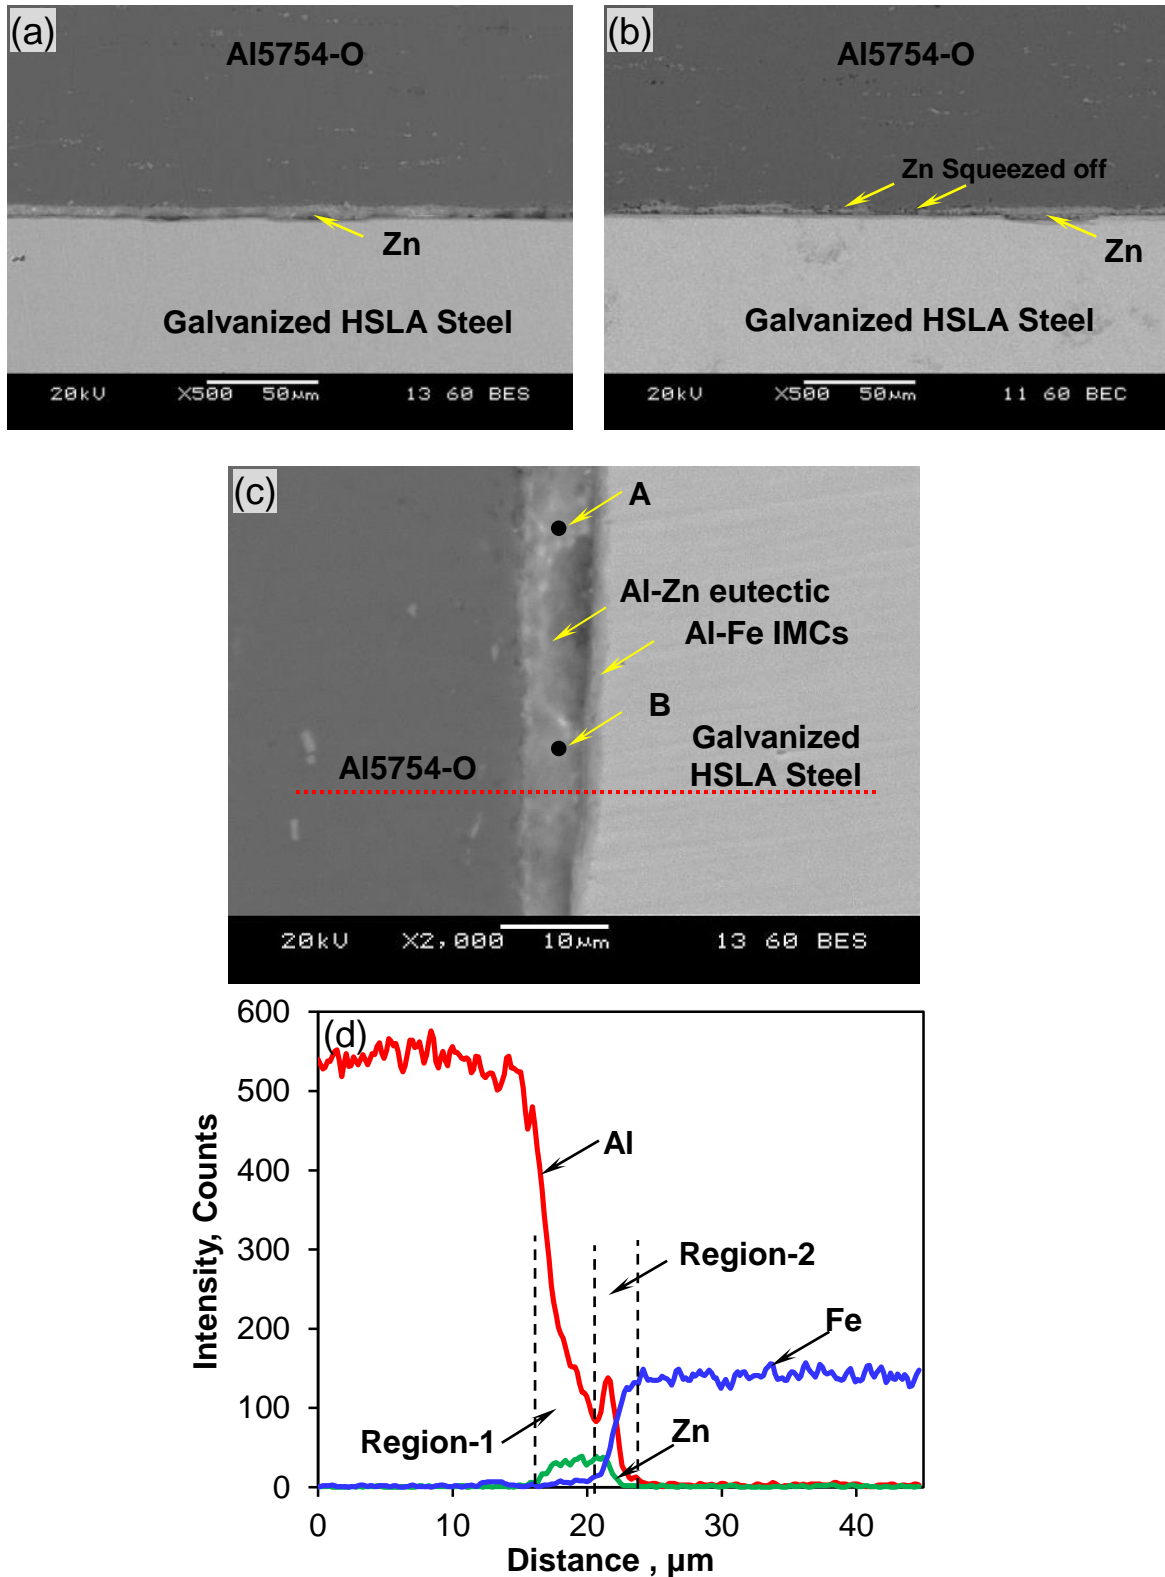 (a)
Al5754-O
Zn
Galvanized HSLA Steel
20kV X500 50µm 13 60 BES
(b)
Al5754-O
Zn Squeezed off
Zn
Galvanized HSLA Steel
20kV X500 50µm 11 60 BEC
(c)
A
Al-Zn eutectic
Al-Fe IMCs
B
Galvanized
HSLA Steel
Al5754-O
20kV X2,000 10µm 13 60 BES
(d)
600
500
400
300
200
100
0
Intensity, Counts
Al
Region-2
Fe
Region-1
Zn
0 10 20 30 40
Distance , µm